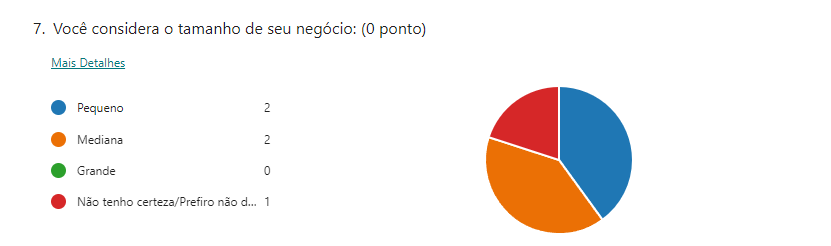 7. Você considera o tamanho de seu negócio: (0 ponto)
Mais Detalhes
Pequeno 2
Mediana 2
Grande 0
Não tenho certeza/Prefiro não d... 1